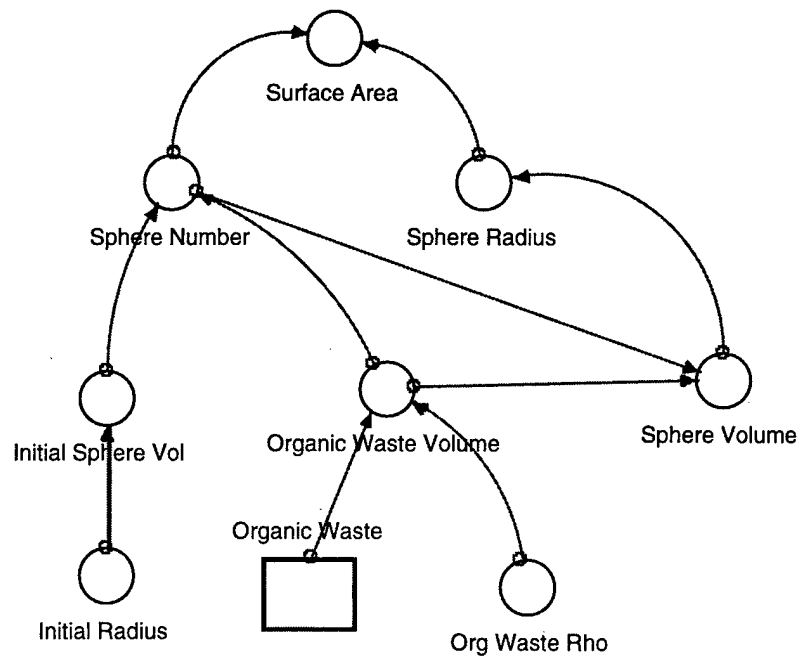 Surface Area
Sphere Number
Sphere Radius
Initial Sphere Vol
Organic Waste Volume
Sphere Volume
Organic Waste
Initial Radius
Org Waste Rho